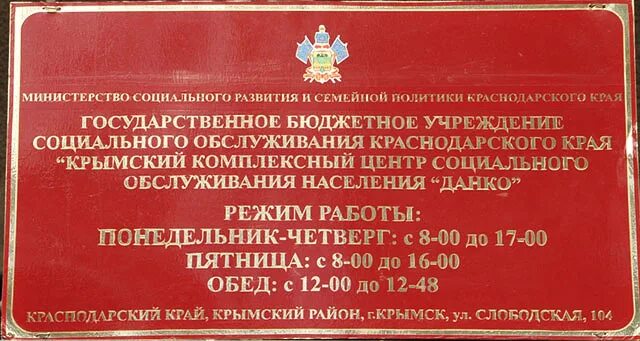 МИНИСТЕРСТВО СОЦИАЛЬНОГО РАЗВИТИЯ И СЕМЕЙНОЙ ПОЛИТИКИ КРАСНОДАРСКОГО КРАЯ
ГОСУДАРСТВЕННОЕ БЮДЖЕТНОЕ УЧРЕЖДЕНИЕ
СОЦИАЛЬНОГО ОБСЛУЖИВАНИЯ КРАСНОДАРСКОГО КРАЯ
“КРЫМСКИЙ КОМПЛЕКСНЫЙ ЦЕНТР СОЦИАЛЬНОГО
ОБСЛУЖИВАНИЯ НАСЕЛЕНИЯ “ДАНКО”
РЕЖИМ РАБОТЫ:
ПОНЕДЕЛЬНИК-ЧЕТВЕРГ: с 8-00 до 17-00
ПЯТНИЦА: с 8-00 до 16-00
ОБЕД: с 12-00 до 12-48
КРАСНОДАРСКИЙ КРАЙ, КРЫМСКИЙ РАЙОН, г.КРЫМСК, ул. СЛОБОДСКАЯ, 104